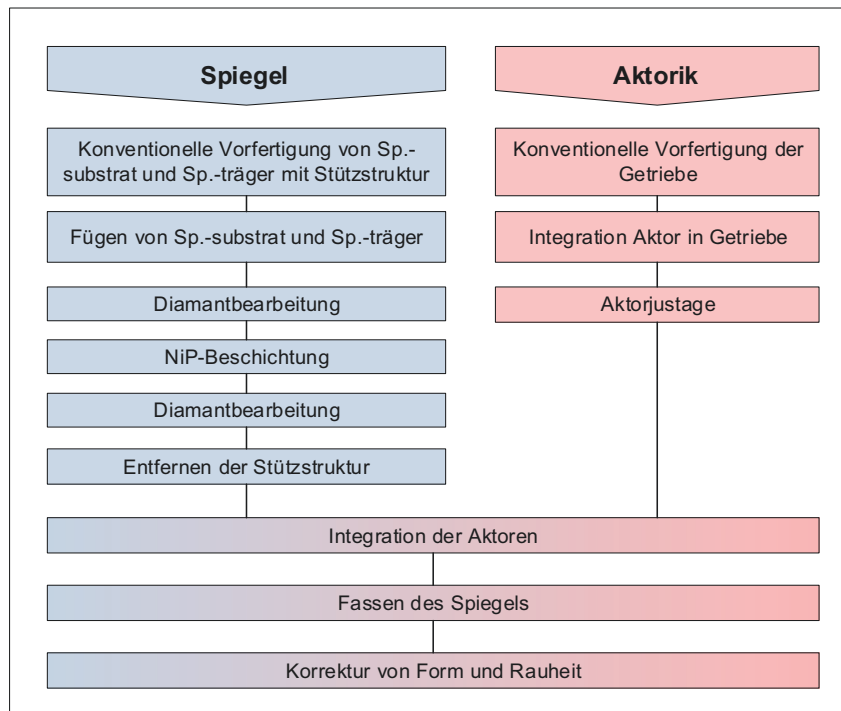 Spiegel
Konventionelle Vorfertigung von Sp.-
substrat und Sp.-träger mit Stützstruktur
Fügen von Sp.-substrat und Sp.-träger
Diamantbearbeitung
NiP-Beschichtung
Diamantbearbeitung
Entfernen der Stützstruktur
Aktorik
Konventionelle Vorfertigung der
Getriebe
Integration Aktor in Getriebe
Aktorjustage
Integration der Aktoren
Fassen des Spiegels
Korrektur von Form und Rauheit